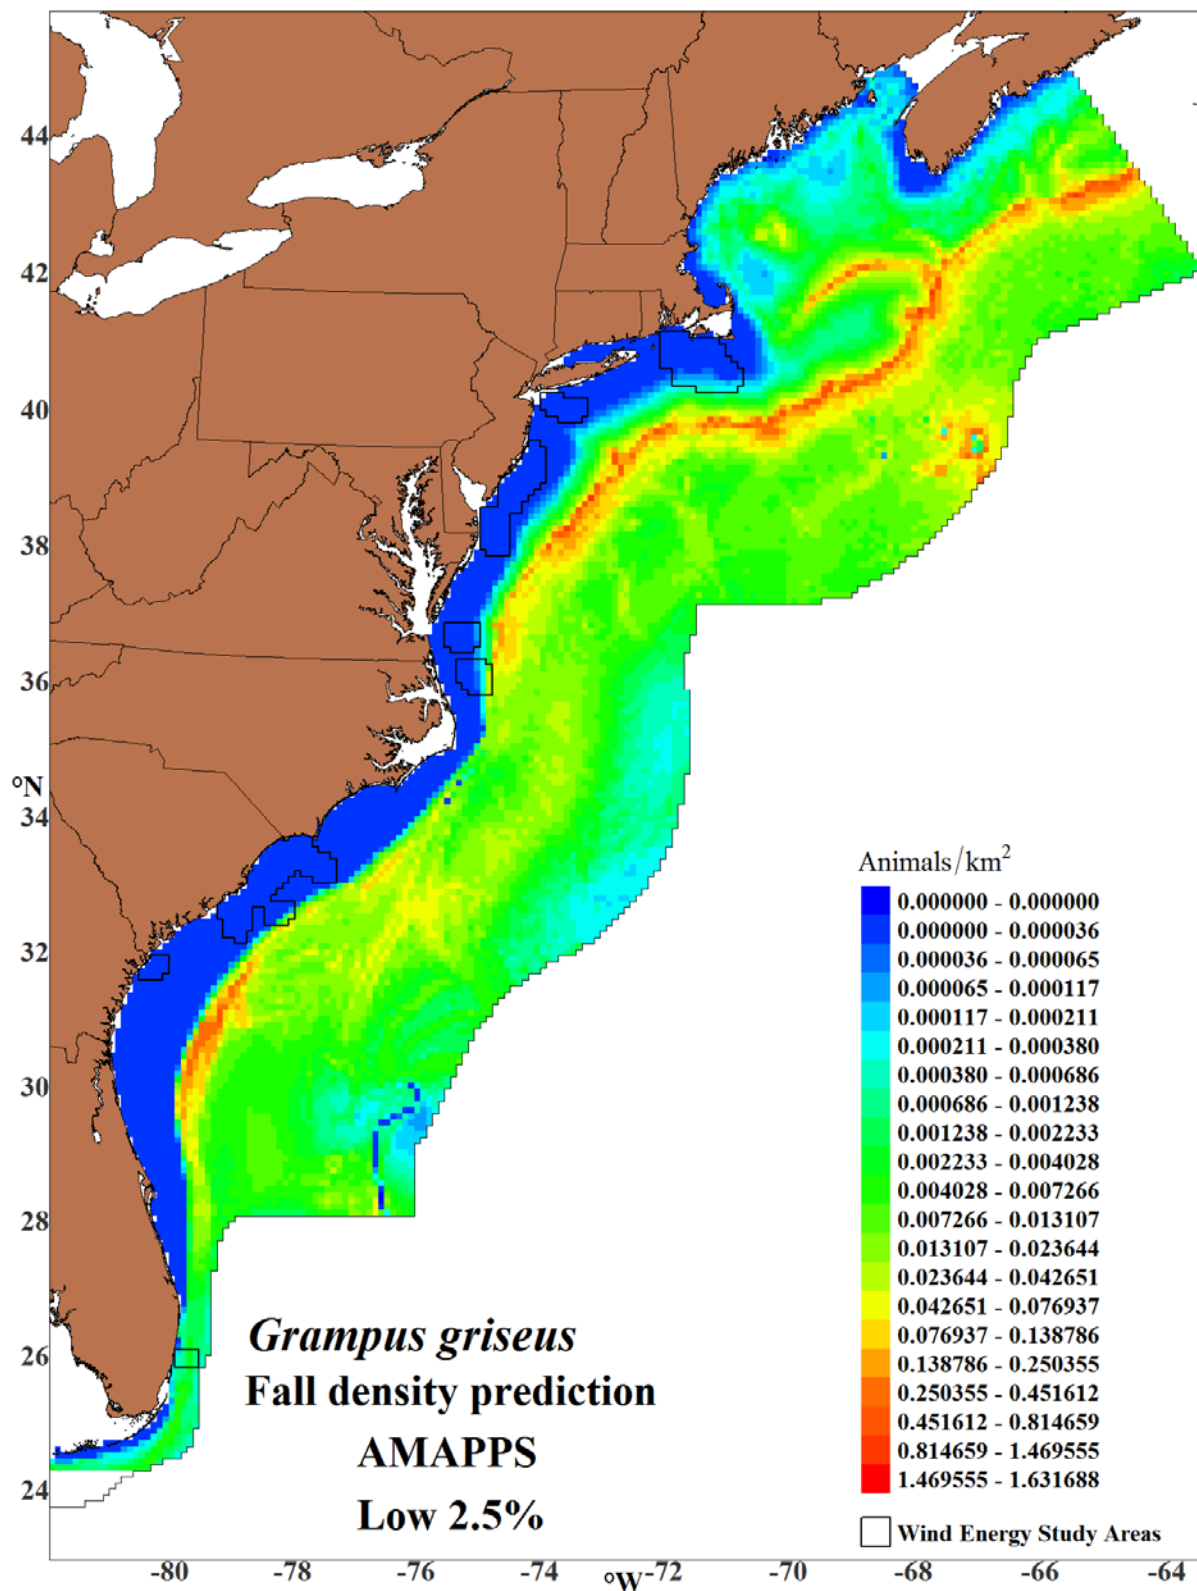 44
42
40
38
36
°N
34
32
30
28
26
24
Animals/km²
0.000000 - 0.000000
0.000000 - 0.000036
0.000036 - 0.000065
0.000065 - 0.000117
0.000117 - 0.000211
0.000211 - 0.000380
0.000380 - 0.000686
0.000686 - 0.001238
0.001238 - 0.002233
0.002233 - 0.004028
0.004028 - 0.007266
0.007266 - 0.013107
0.013107 - 0.023644
0.023644 - 0.042651
0.042651 - 0.076937
0.076937 - 0.138786
0.138786 - 0.250355
0.250355 - 0.451612
0.451612 - 0.814659
0.814659 - 1.469555
1.469555 - 1.631688
Wind Energy Study Areas
Grampus griseus
Fall density prediction
AMAPPS
Low 2.5%
-80 -78 -76 -74 -72 -70 -68 -66 -64
°W